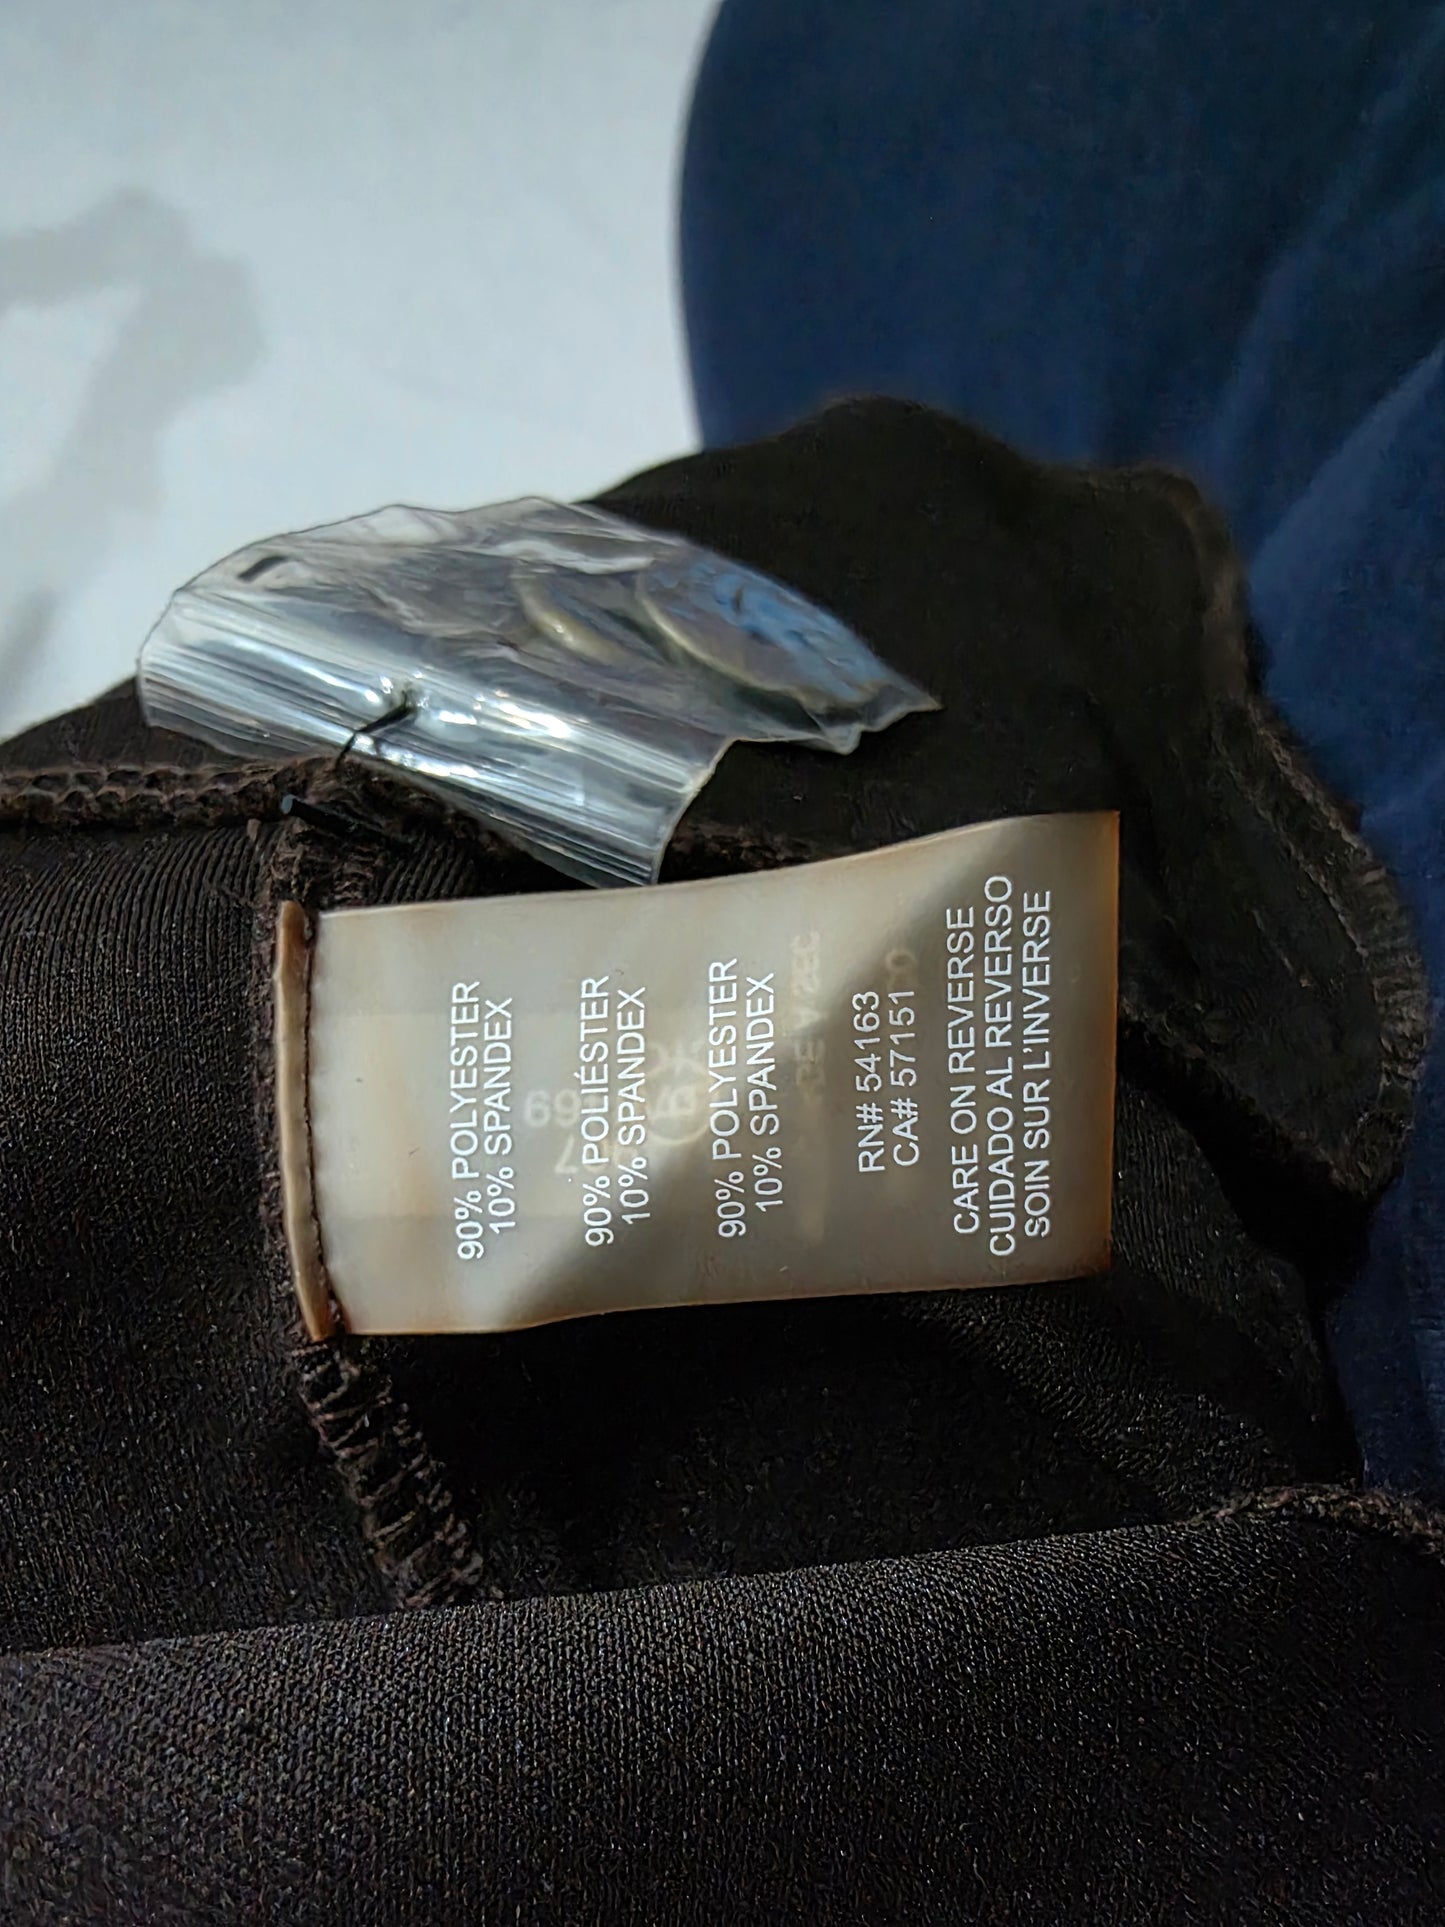 90% POLYESTER
10% SPANDEX
90% POLIÉSTER
10% SPANDEX
90% POLYESTER
10% SPANDEX
RN# 54163
CA# 57151
CARE ON REVERSE
CUIDADO AL REVERSO
SOIN SUR L'INVERSE